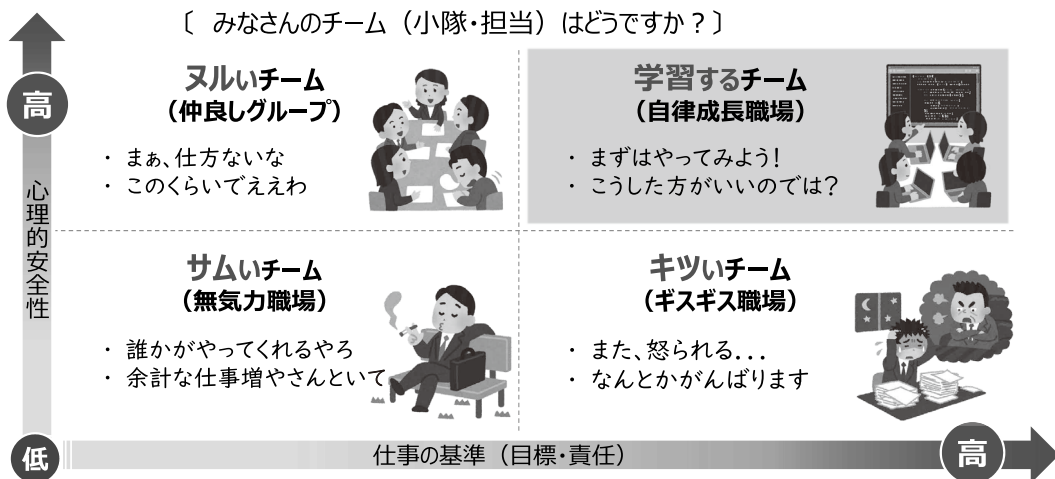 〔 みなさんのチーム（小隊・担当）はどうですか？〕
高
心理的安全性
低
ヌルいチーム
（仲良しグループ）
・ まぁ、仕方ないな
・ このくらいでええわ
学習するチーム
（自律成長職場）
・ まずはやってみよう！
・ こうした方がいいのでは？
サムいチーム
（無気力職場）
・ 誰かがやってくれるやろ
・ 余計な仕事増やさんといて
キツいチーム
（ギスギス職場）
・ また、怒られる...
・ なんとかがんばります
仕事の基準（目標・責任）
高